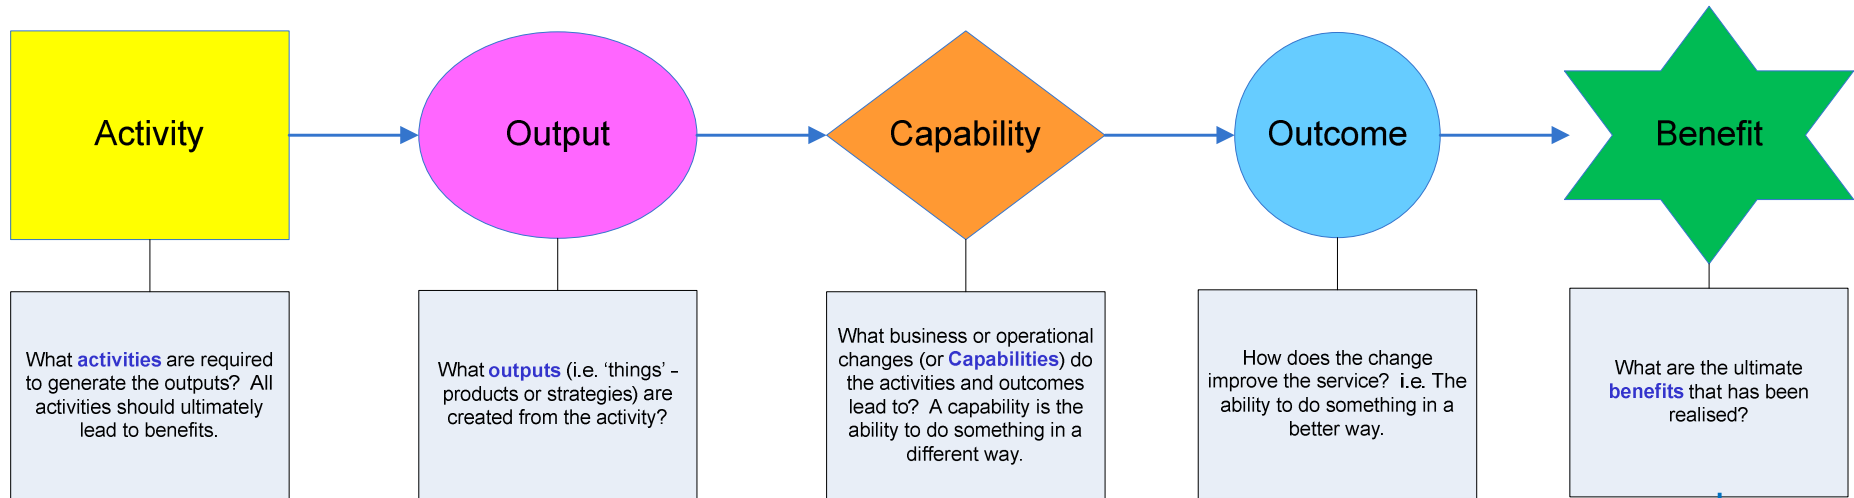 Activity
Output
Capability
Outcome
Benefit
What activities are required
to generate the outputs? All
activities should ultimately
lead to benefits.
What outputs (i.e. ‘things’ –
products or strategies) are
created from the activity?
What business or operational
changes (or Capabilities) do
the activities and outcomes
lead to? A capability is the
ability to do something in a
different way.
How does the change
improve the service? i.e. The
ability to do something in a
better way.
What are the ultimate
benefits that has been
realised?